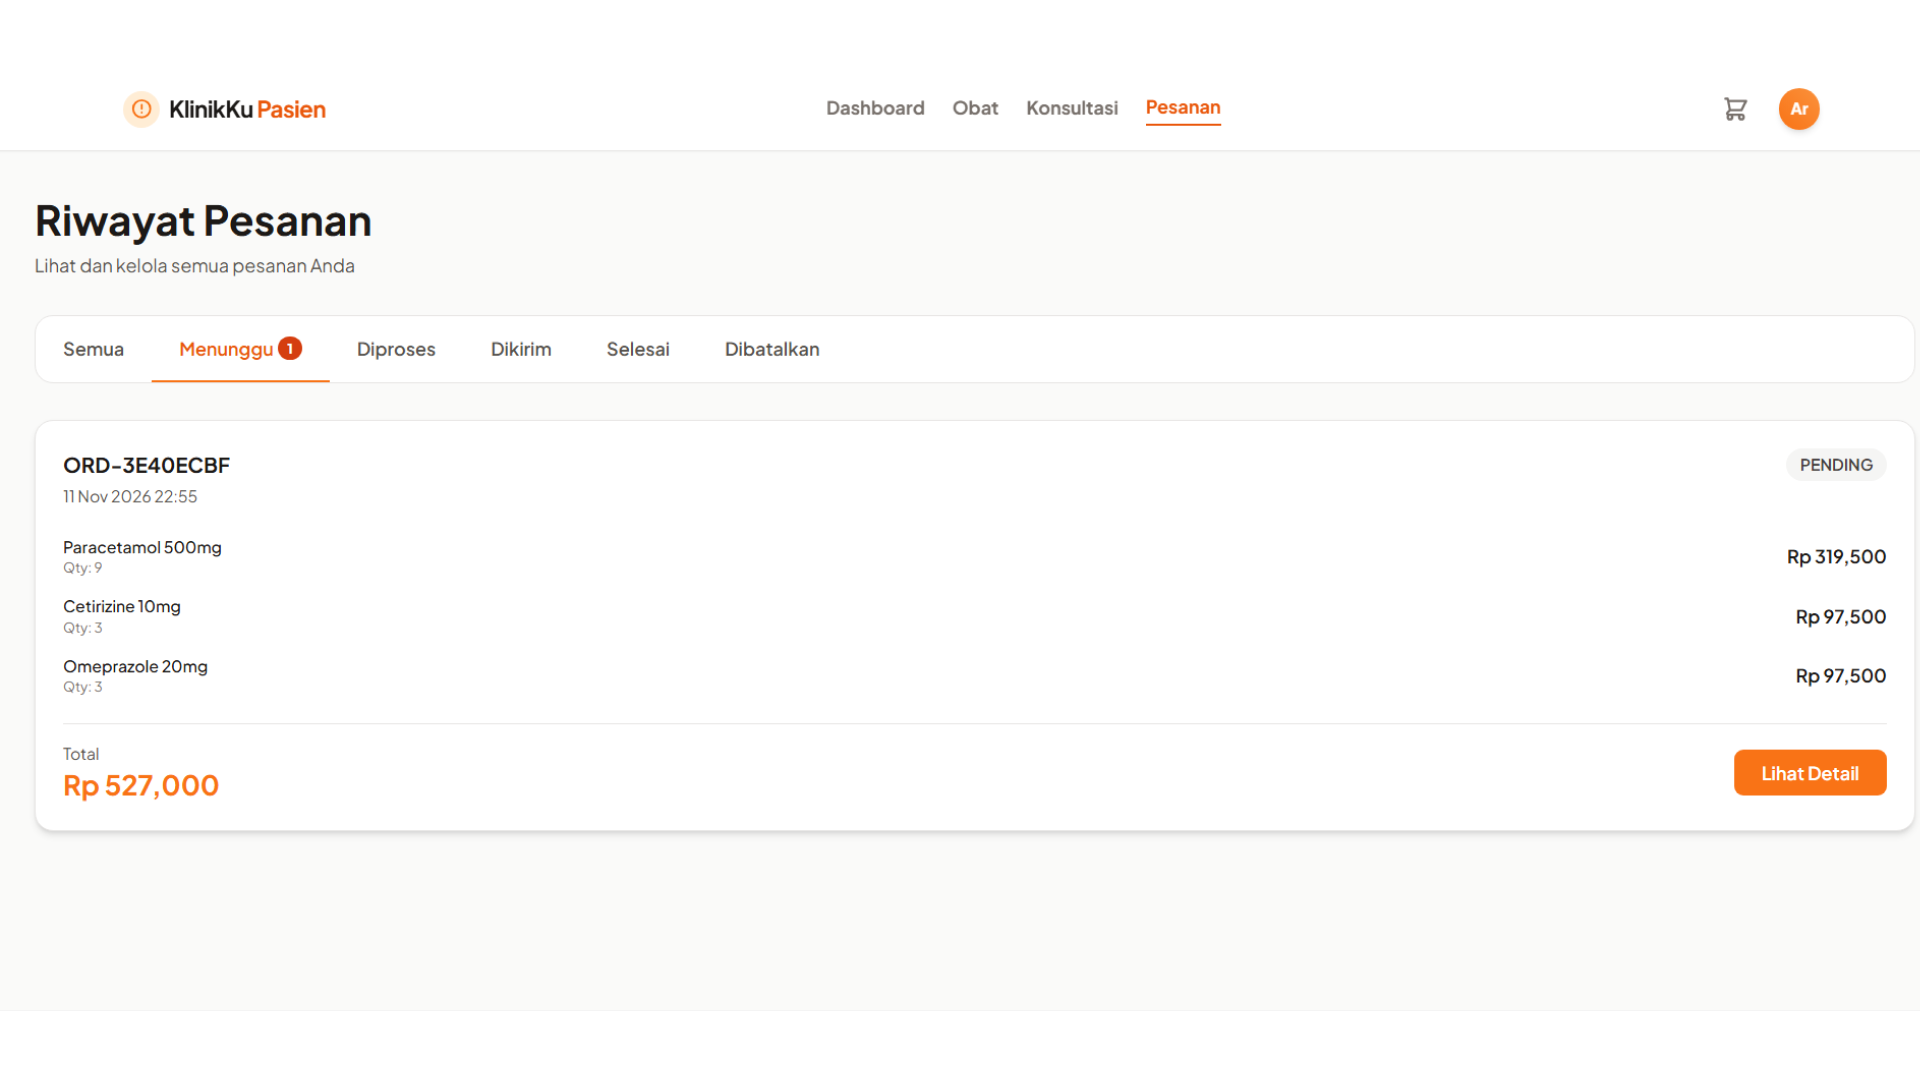 KlinikKu Pasien
Dashboard Obat Konsultasi Pesanan
Ar
Riwayat Pesanan
Lihat dan kelola semua pesanan Anda
Semua Menunggu 1 Diproses Dikirim Selesai Dibatalkan
ORD-3E40ECBF
PENDING
11 Nov 2026 22:55
Paracetamol 500mg
Qty: 9
Rp 319,500
Cetirizine 10mg
Qty: 3
Rp 97,500
Omeprazole 20mg
Qty: 3
Rp 97,500
Total
Rp 527,000
Lihat Detail